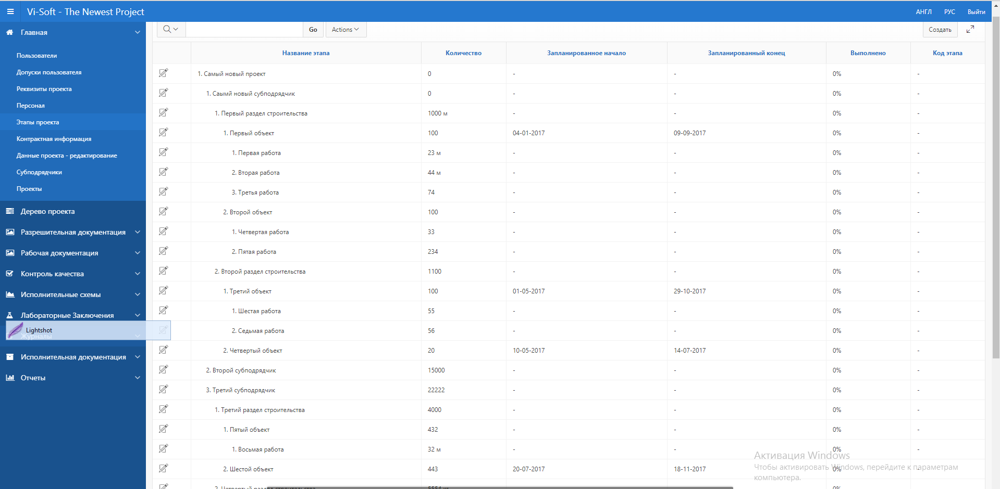 Vi-Soft - The Newest Project
АНГЛ РУС Выйти
Главная
Пользователи
Допуски пользователя
Реквизиты проекта
Персонал
Этапы проекта
Контрактная информация
Данные проекта - редактирование
Субподрядчики
Проекты
Дерево проекта
Разрешительная документация
Рабочая документация
Контроль качества
Исполнительные схемы
Лабораторные Заключения
Lightshot
Журналы
Исполнительная документация
Отчеты
Go Actions Создать
Название этапа Количество Запланированное начало Запланированный конец Выполнено Код этапа
1. Самый новый проект 0 - - 0% -
1. Саымй новый субподрядчик 0 - - 0% -
1. Первый раздел строительства 1000 м - - 0% -
1. Первый объект 100 04-01-2017 09-09-2017 0% -
1. Первая работа 23 м - - 0% -
2. Вторая работа 44 м - - 0% -
3. Третья работа 74 - - 0% -
2. Второй объект 100 - - 0% -
1. Четвертая работа 33 - - 0% -
2. Пятая работа 234 - - 0% -
2. Второй раздел строительства 1100 - - 0% -
1. Третий объект 100 01-05-2017 29-10-2017 0% -
1. Шестая работа 55 - - 0% -
2. Седьмая работа 56 - - 0% -
2. Четвертый объект 20 10-05-2017 14-07-2017 0% -
2. Второй субподрядчик 15000 - - 0% -
3. Третий субподрядчик 22222 - - 0% -
1. Третий раздел строительства 4000 - - 0% -
1. Пятый объект 432 - - 0% -
1. Восьмая работа 32 м - - 0% -
2. Шестой объект 443 20-07-2017 18-11-2017 0% -
2. Четвертый раздел строительства 5554 кг - - 0% -
Активация Windows
Чтобы активировать Windows, перейдите к параметрам
компьютера.